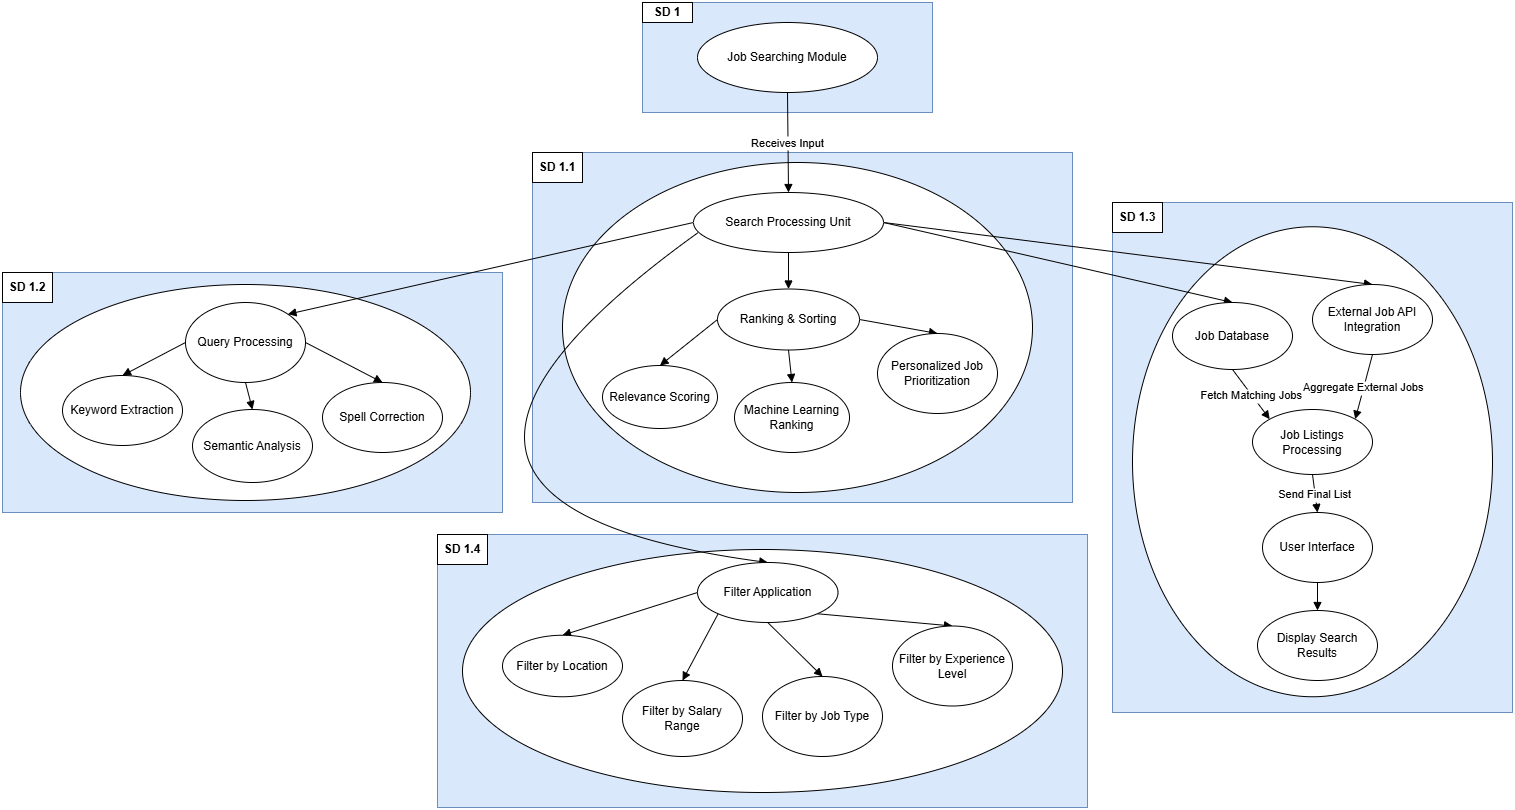 SD 1
Job Searching Module
Receives Input
SD 1.1
Search Processing Unit
Ranking & Sorting
Relevance Scoring
Machine Learning
Ranking
Personalized Job
Prioritization
SD 1.2
Query Processing
Keyword Extraction
Semantic Analysis
Spell Correction
SD 1.3
Job Database
External Job API
Integration
Fetch Matching Jobs
Aggregate External Jobs
Job Listings
Processing
Send Final List
User Interface
Display Search
Results
SD 1.4
Filter Application
Filter by Location
Filter by Salary
Range
Filter by Job Type
Filter by Experience
Level